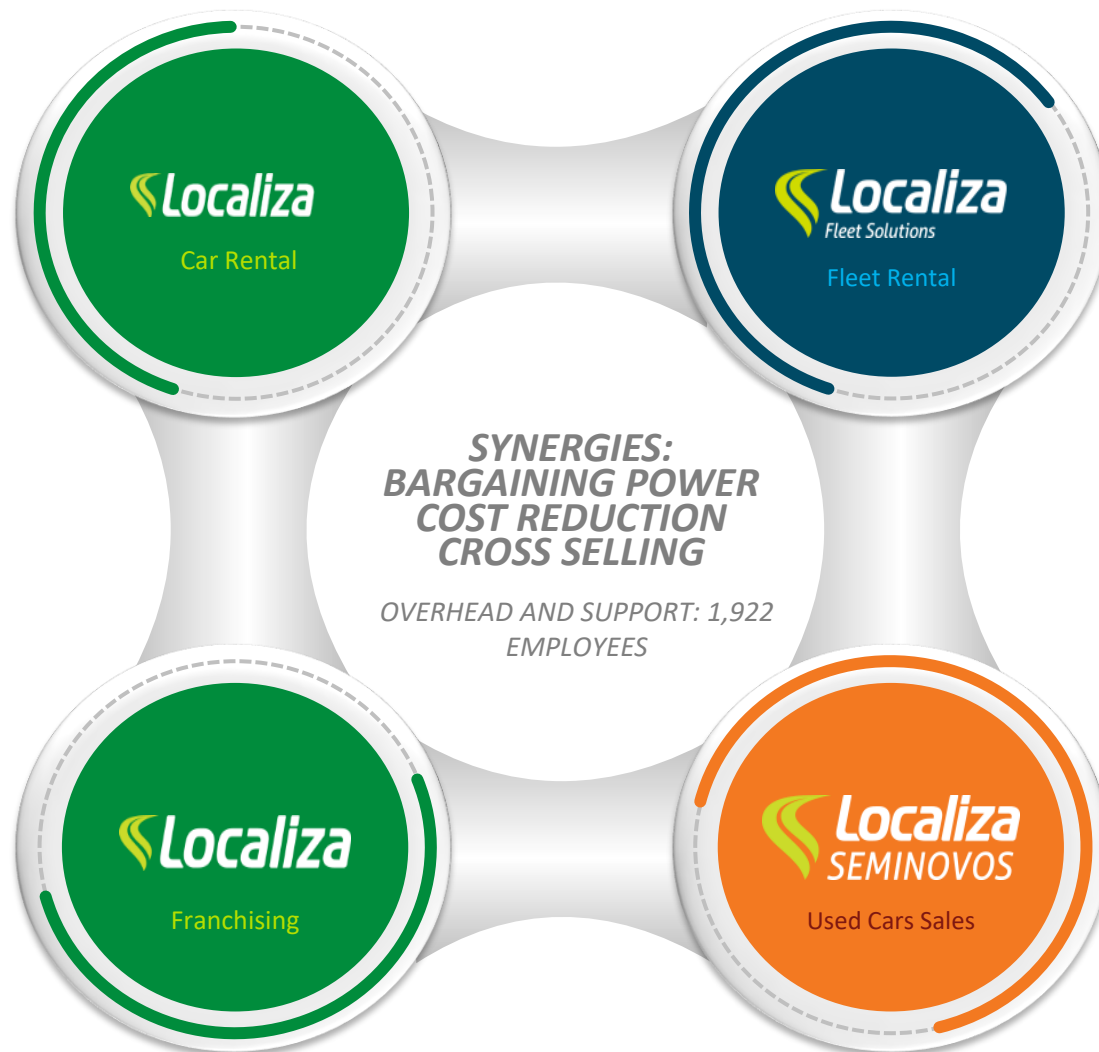 Localiza
Car Rental
Localiza
Fleet Solutions
Fleet Rental
SYNERGIES:
BARGAINING POWER
COST REDUCTION
CROSS SELLING
OVERHEAD AND SUPPORT: 1,922
EMPLOYEES
Localiza
Franchising
Localiza
SEMINOVOS
Used Cars Sales